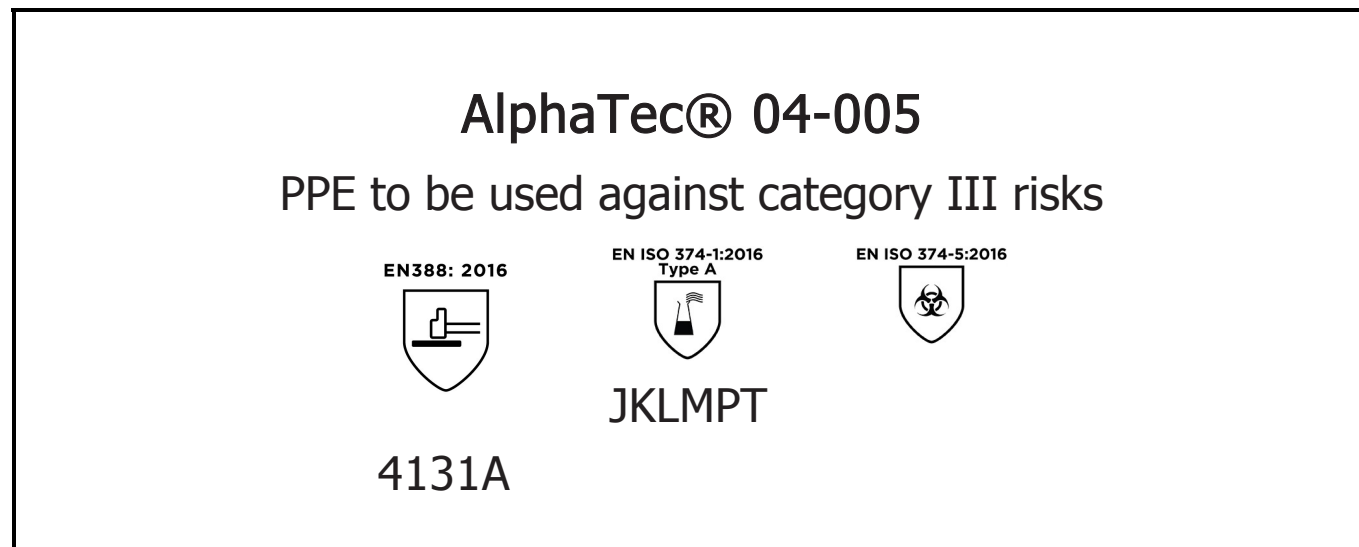 AlphaTec® 04-005
PPE to be used against category III risks
EN388: 2016
EN ISO 374-1:2016
Type A
EN ISO 374-5:2016
JKLMPT
4131A